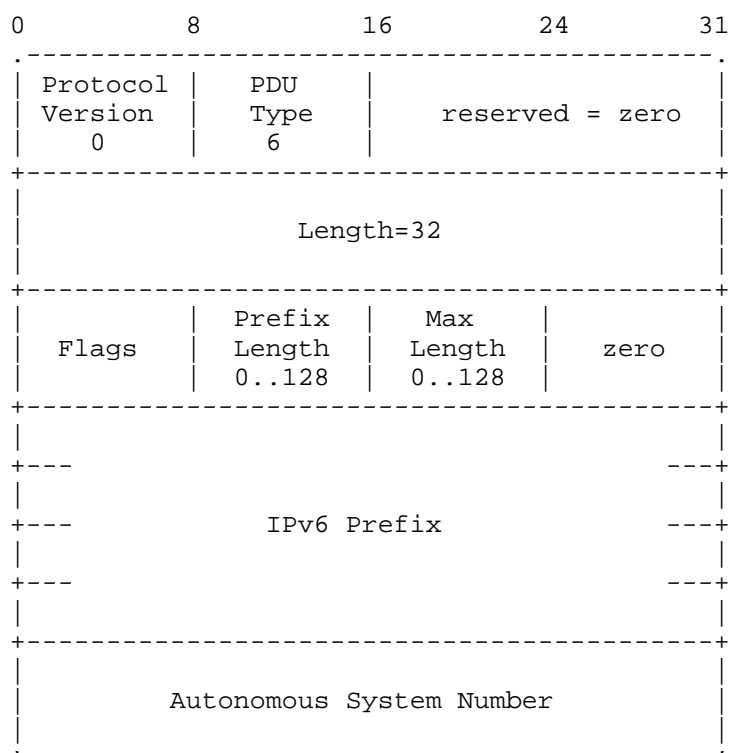 0 8 16 24 31
Protocol PDU
Version Type reserved = zero
0 6
Length=32
Prefix Max
Flags Length Length zero
0..128 0..128
IPv6 Prefix
Autonomous System Number